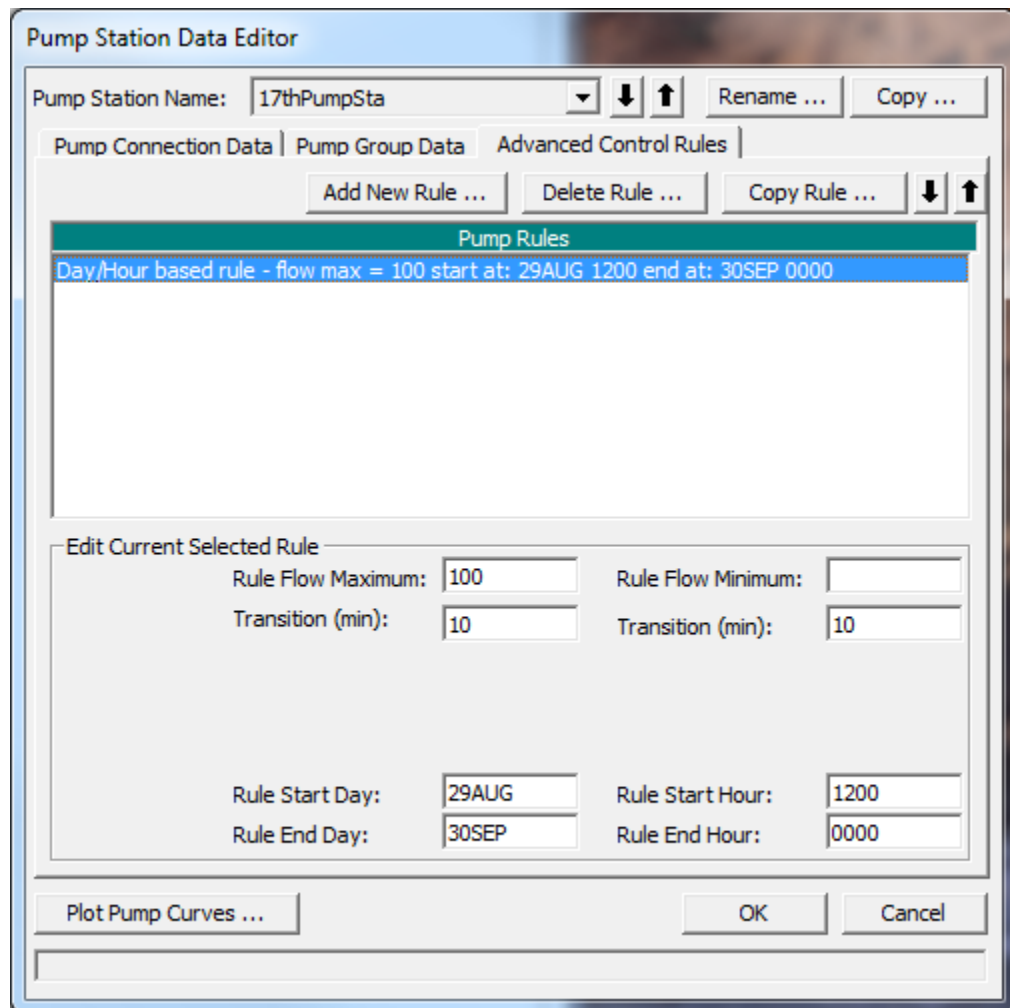 Pump Station Data Editor
Pump Station Name: 17thPumpSta Rename ... Copy ...
Pump Connection Data Pump Group Data Advanced Control Rules
Add New Rule ... Delete Rule ... Copy Rule ...
Pump Rules
Day/Hour based rule - flow max = 100 start at: 29AUG 1200 end at: 30SEP 0000
Edit Current Selected Rule
Rule Flow Maximum: 100 Rule Flow Minimum:
Transition (min): 10 Transition (min): 10
Rule Start Day: 29AUG Rule Start Hour: 1200
Rule End Day: 30SEP Rule End Hour: 0000
Plot Pump Curves ... OK Cancel